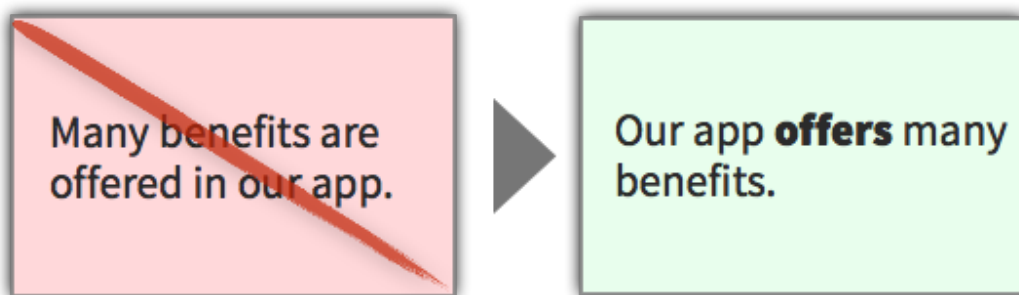 Many benefits are
offered in our app.
Our app offers many
benefits.